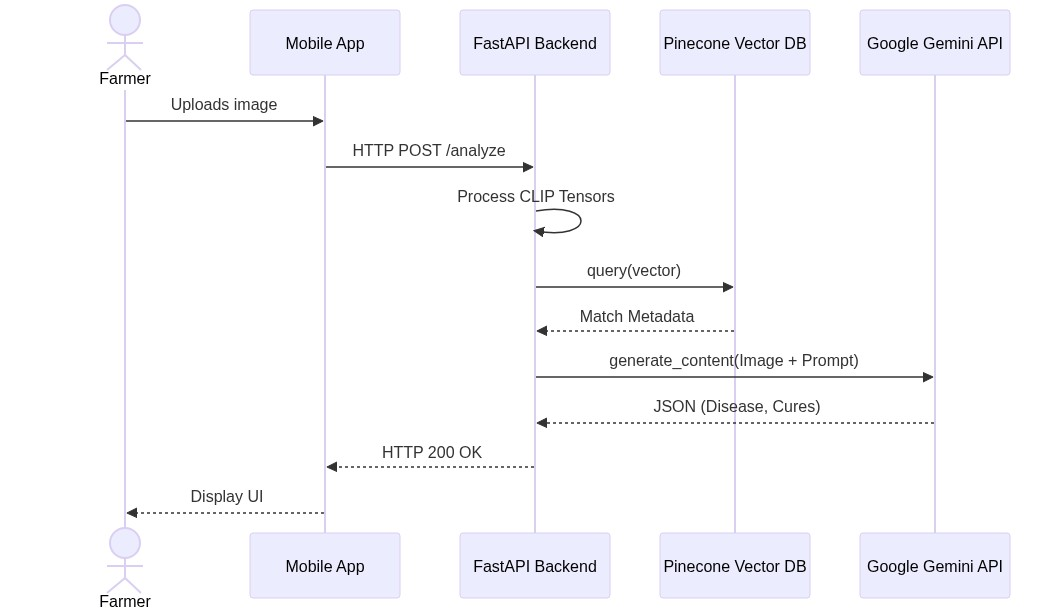 Farmer
Mobile App
FastAPI Backend
Pinecone Vector DB
Google Gemini API
Uploads image
HTTP POST /analyze
Process CLIP Tensors
query(vector)
Match Metadata
generate_content(Image + Prompt)
JSON (Disease, Cures)
HTTP 200 OK
Display UI
Farmer
Mobile App
FastAPI Backend
Pinecone Vector DB
Google Gemini API